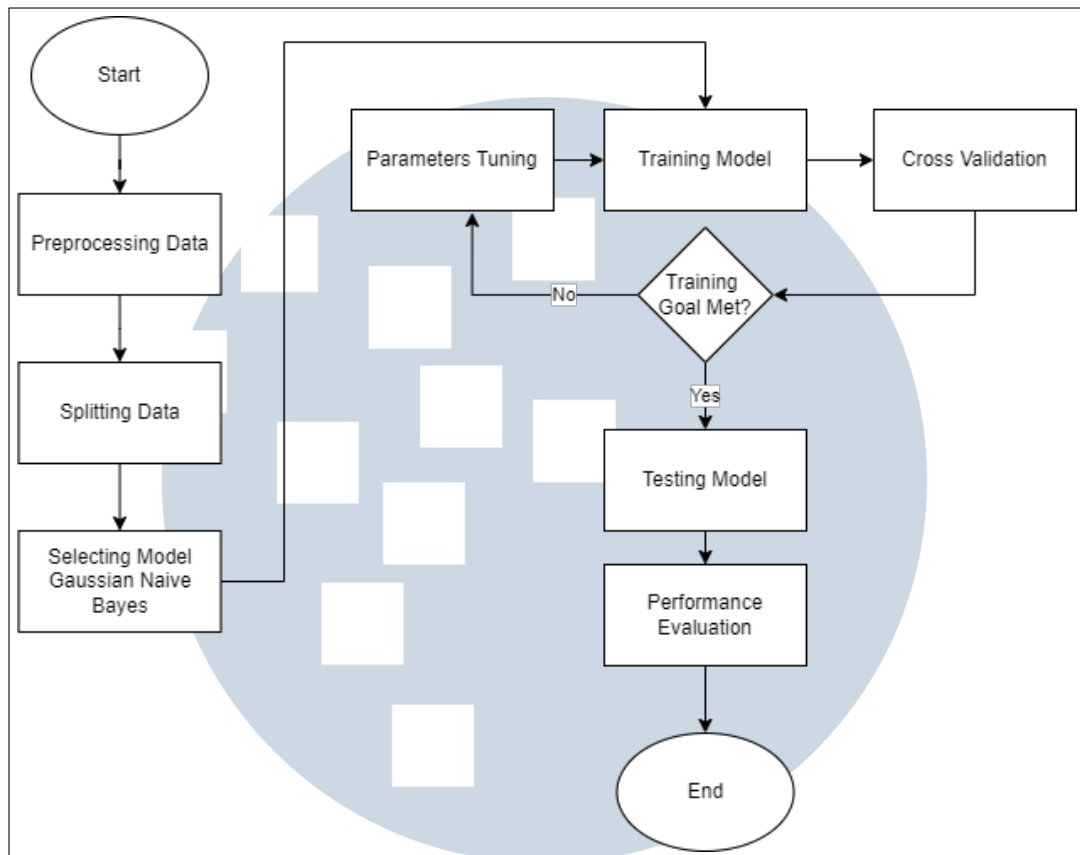 Start
Preprocessing Data
Splitting Data
Selecting Model
Gaussian Naive
Bayes
Parameters Tuning
Training Model
Cross Validation
Training
Goal Met?
No
Yes
Testing Model
Performance
Evaluation
End